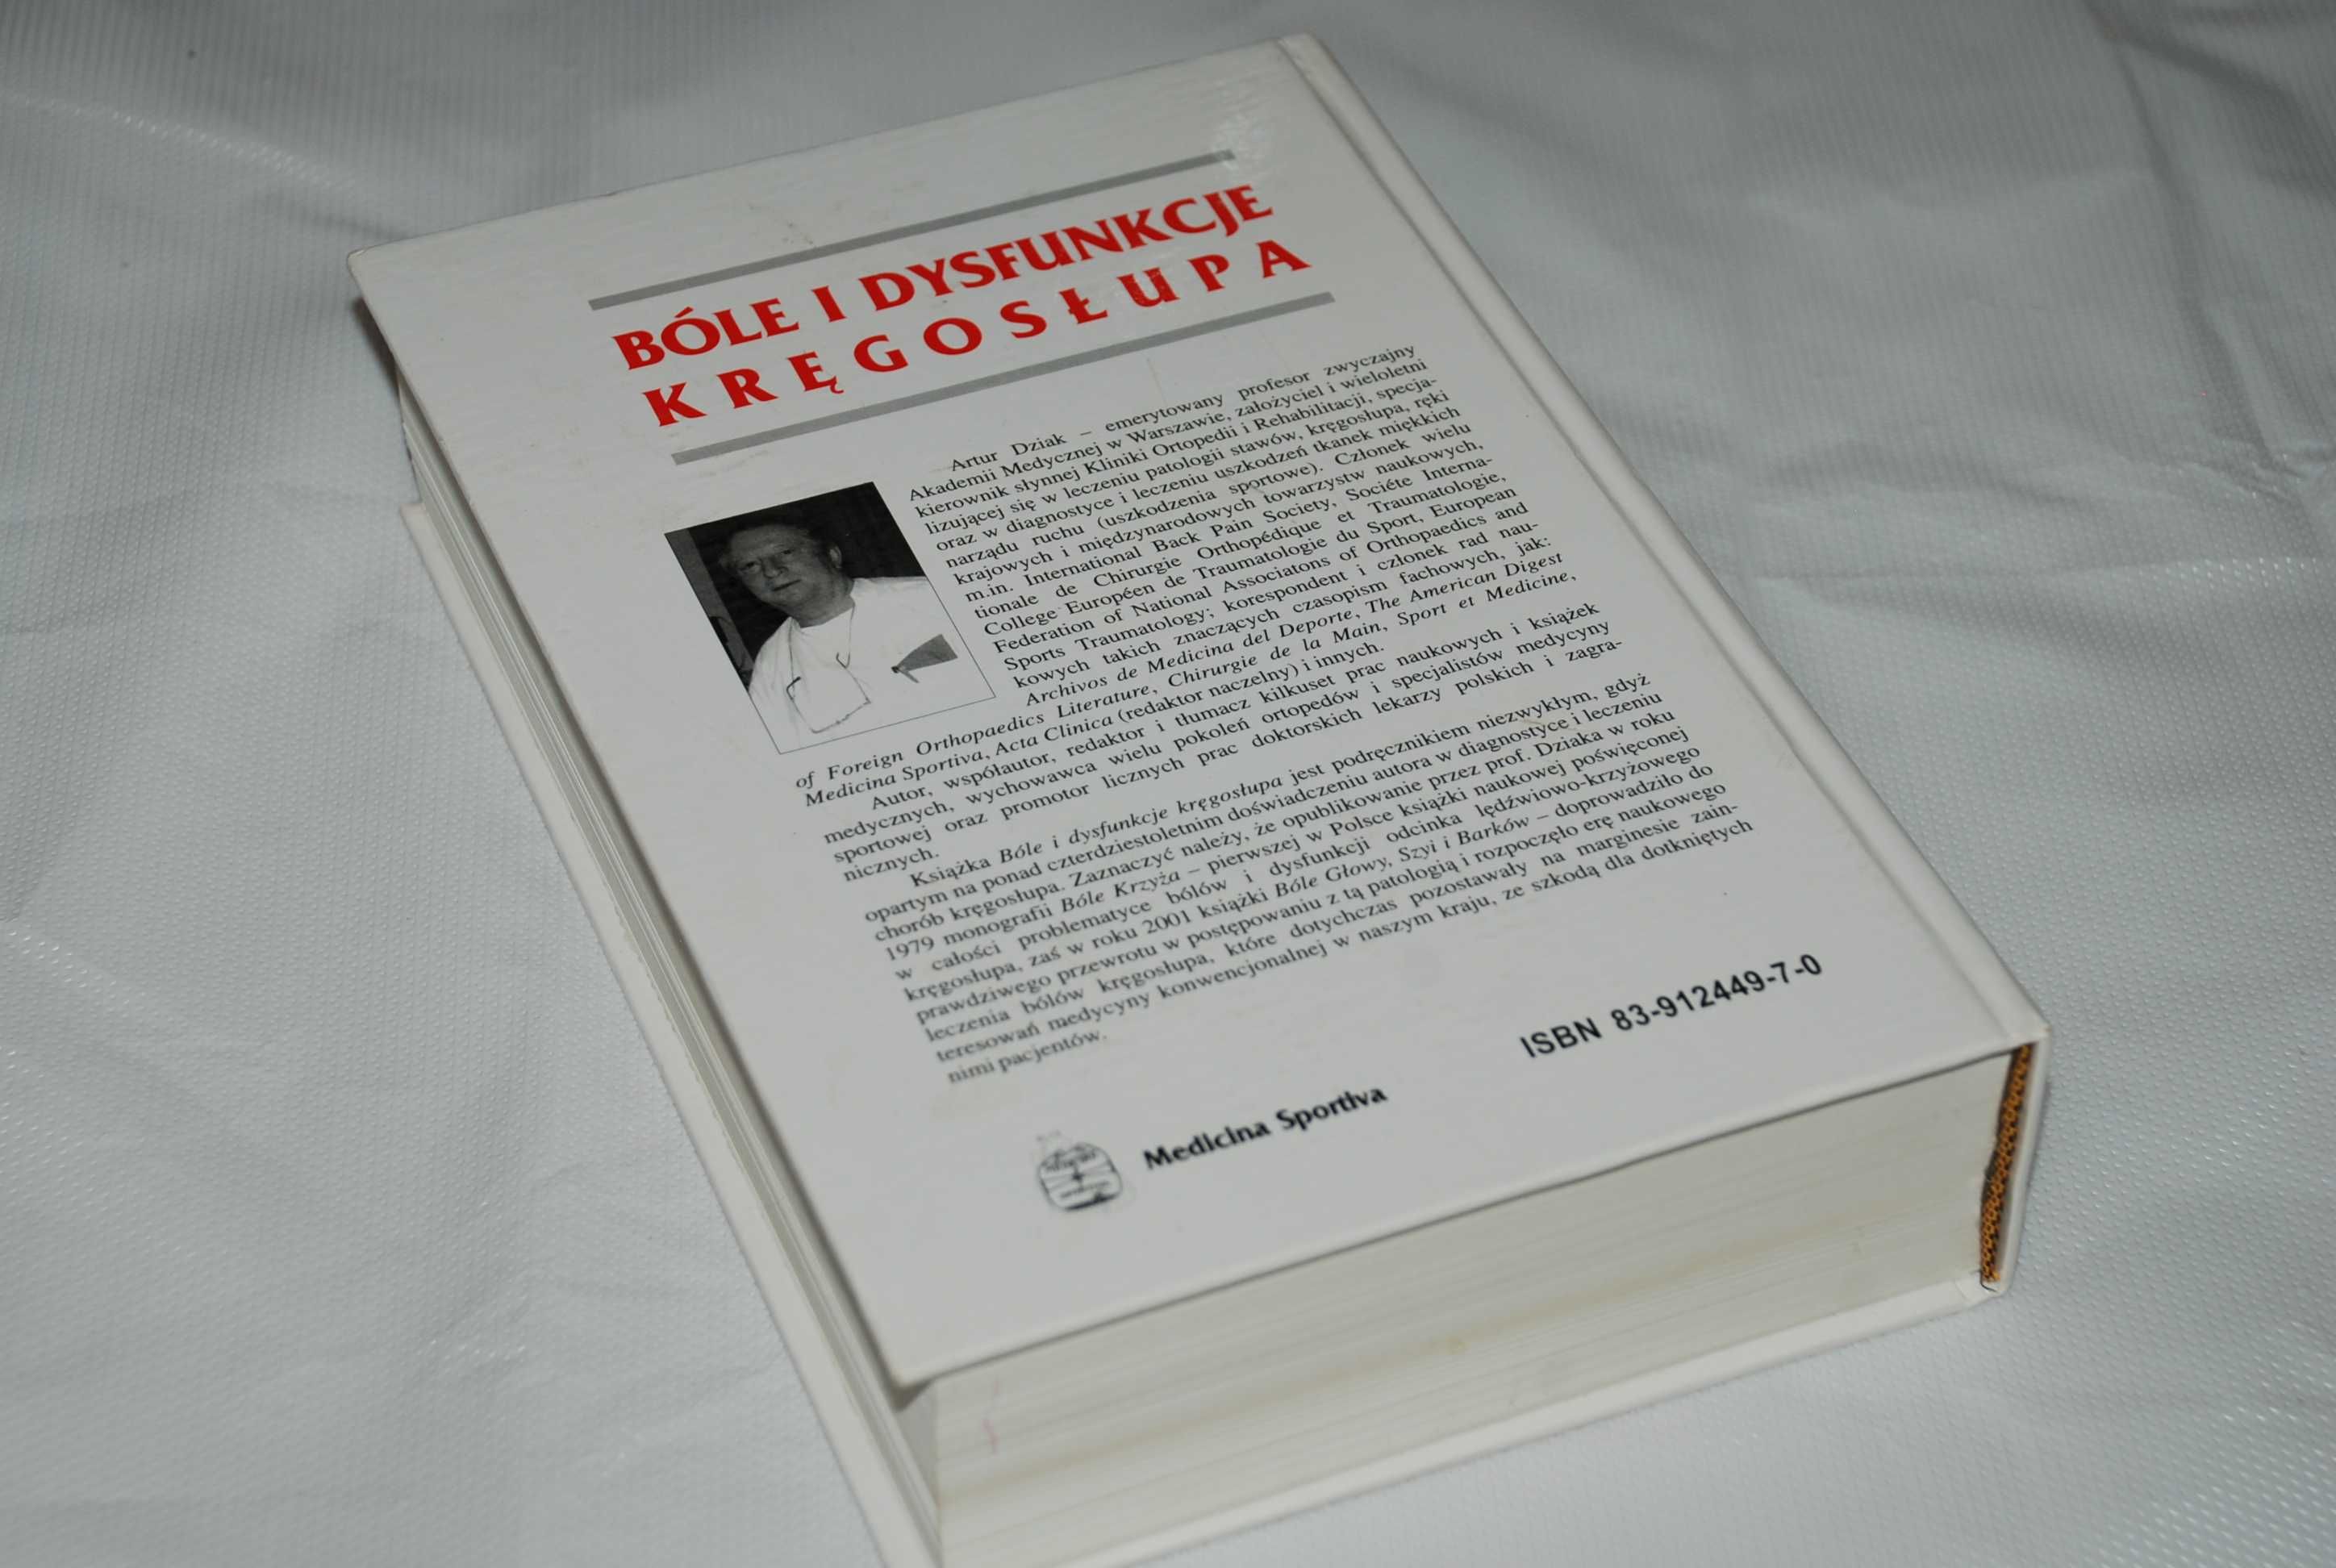 BÓLE I DYSFUNKCJE
KRĘGOSŁUPA
Artur Dziak – emerytowany profesor zwyczajny
Akademii Medycznej w Warszawie, założyciel i wieloletni
kierownik słynnej Kliniki Ortopedii i Rehabilitacji, specja-
lizującej się w leczeniu patologii stawów, kręgosłupa, ręki
oraz w diagnostyce i leczeniu uszkodzeń tkanek miękkich
narządu ruchu (uszkodzenia sportowe). Członek wielu
krajowych i międzynarodowych towarzystw naukowych,
m.in. International Back Pain Society, Sociéte Interna-
tionale de Chirurgie Orthopédique et Traumatologie,
College Européen de Traumatologie du Sport, European
Federation of National Associatons of Orthopaedics and
Sports Traumatology; korespondent i członek rad nau-
kowych takich znaczących czasopism fachowych, jak:
Archivos de Medicina del Deporte, The American Digest
of Foreign Orthopaedics Literature, Chirurgie de la Main, Sport et Medicine,
Medicina Sportiva, Acta Clinica (redaktor naczelny) i innych.
Autor, współautor, redaktor i tłumacz kilkuset prac naukowych i książek
medycznych, wychowawca wielu pokoleń ortopedów i specjalistów medycyny
sportowej oraz promotor licznych prac doktorskich lekarzy polskich i zagra-
nicznych.
Książka Bóle i dysfunkcje kręgosłupa jest podręcznikiem niezwykłym, gdyż
opartym na ponad czterdziestoletnim doświadczeniu autora w diagnostyce i leczeniu
chorób kręgosłupa. Zaznaczyć należy, że opublikowanie przez prof. Dziaka w roku
1979 monografii Bóle Krzyża – pierwszej w Polsce książki naukowej poświęconej
w całości problematyce bólów i dysfunkcji odcinka lędźwiowo-krzyżowego
kręgosłupa, zaś w roku 2001 książki Bóle Głowy, Szyi i Barków – doprowadziło do
prawdziwego przewrotu w postępowaniu z tą patologią i rozpoczęło erę naukowego
leczenia bólów kręgosłupa, które dotychczas pozostawały na marginesie zain-
teresowań medycyny konwencjonalnej w naszym kraju, ze szkodą dla dotkniętych
nimi pacjentów.
ISBN 83-912449-7-0
Medicina Sportiva